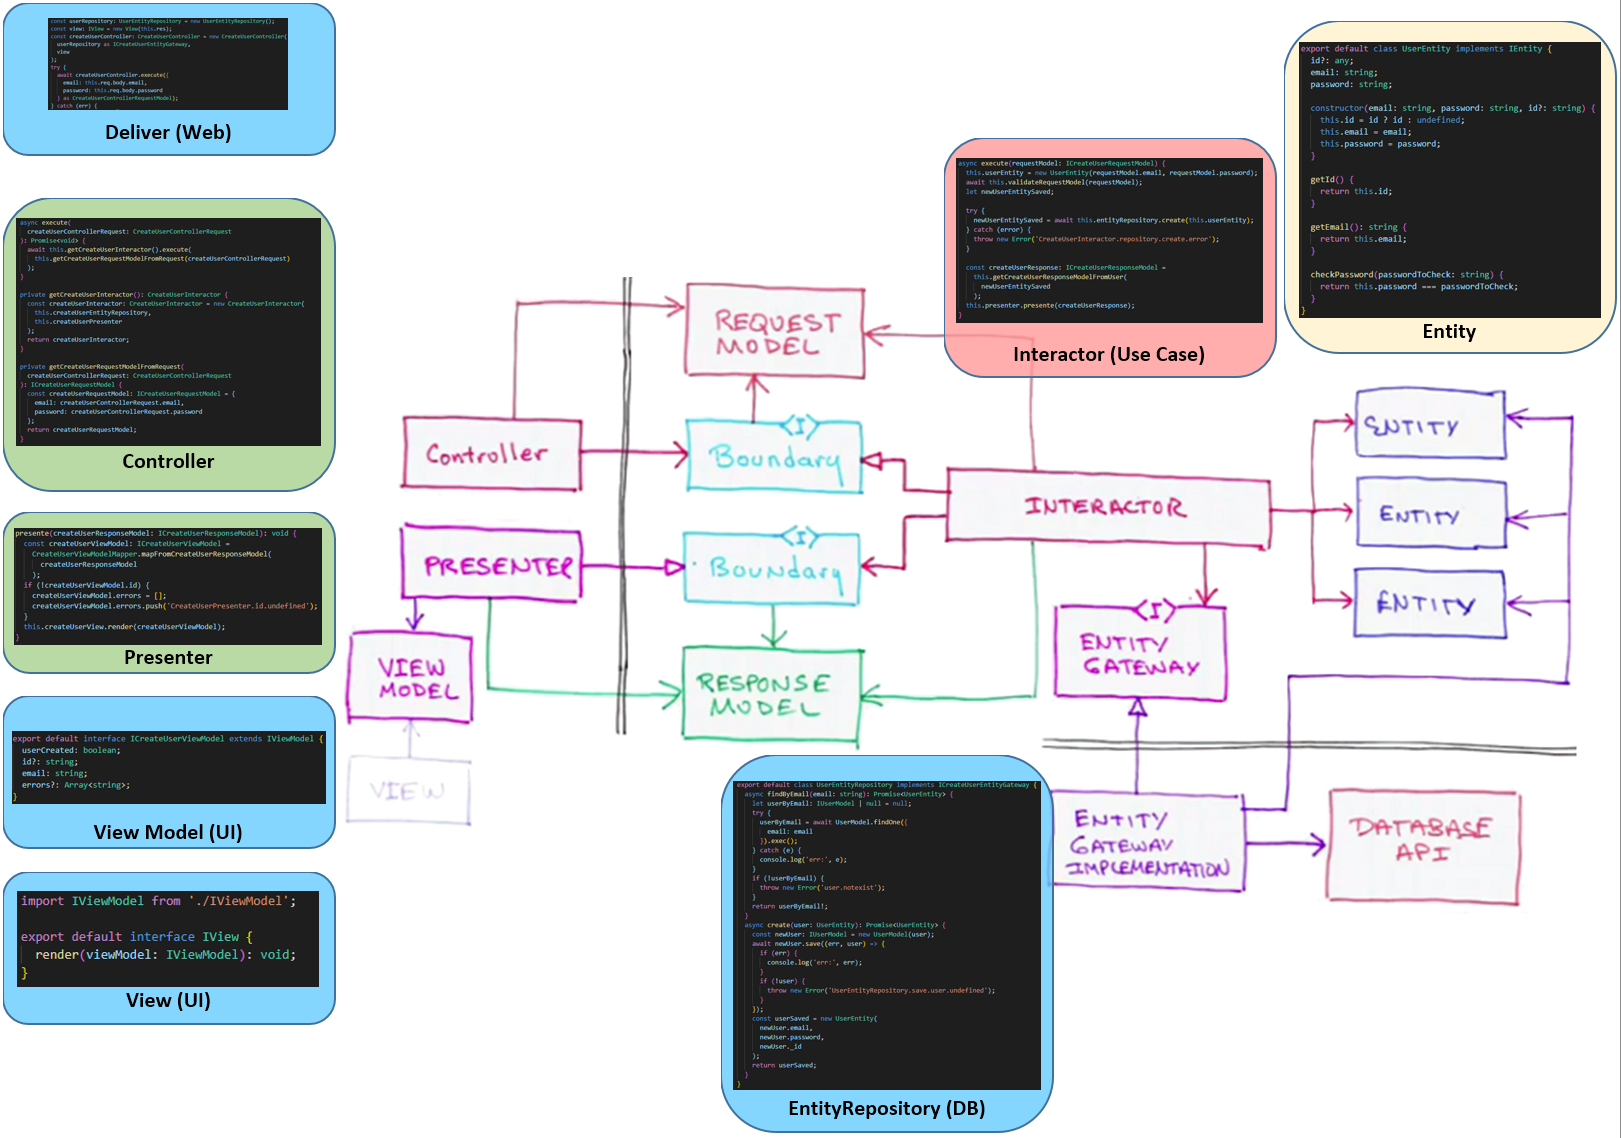 const userRepository: UserEntityRepository = new UserEntityRepository();
const view: IView = new View(this.res);
const createUserController: CreateUserController = new CreateUserController(
userRepository as ICreateUserEntityGateway,
view
);
try {
await createUserController.execute({
email: this.req.body.email,
password: this.req.body.password
} as CreateUserControllerRequestModel);
} catch (err) {
Deliver (Web)
async execute(
createUserControllerRequest: CreateUserControllerRequest
): Promise<void> {
await this.getCreateUserInteractor().execute(
this.getCreateUserRequestModelFromRequest(createUserControllerRequest)
);
}
private getCreateUserInteractor(): CreateUserInteractor {
const createUserInteractor: CreateUserInteractor = new CreateUserInteractor(
this.createUserEntityRepository,
this.createUserPresenter
);
return createUserInteractor;
}
private getCreateUserRequestModelFromRequest(
createUserControllerRequest: CreateUserControllerRequest
): ICreateUserRequestModel {
const createUserRequestModel: ICreateUserRequestModel = {
email: createUserControllerRequest.email,
password: createUserControllerRequest.password
};
return createUserRequestModel;
}
Controller
presente(createUserResponseModel: ICreateUserResponseModel): void {
const createUserViewModel: ICreateUserViewModel =
CreateUserViewModelMapper.mapFromCreateUserResponseModel(
createUserResponseModel
);
if (!createUserViewModel.id) {
createUserViewModel.errors = [];
createUserViewModel.errors.push('CreateUserPresenter.id.undefined');
}
this.createUserView.render(createUserViewModel);
}
Presenter
export default interface ICreateUserViewModel extends IViewModel {
userCreated: boolean;
id?: string;
email: string;
errors?: Array<string>;
}
View Model (UI)
import IViewModel from './IViewModel';
export default interface IView {
render(viewModel: IViewModel): void;
}
View (UI)
async execute(requestModel: ICreateUserRequestModel) {
this.userEntity = new UserEntity(requestModel.email, requestModel.password);
await this.validateRequestModel(requestModel);
let newUserEntitySaved;
try {
newUserEntitySaved = await this.entityRepository.create(this.userEntity);
} catch (error) {
throw new Error('CreateUserInteractor.repository.create.error');
}
const createUserResponse: ICreateUserResponseModel =
this.getCreateUserResponseModelFromUser(
newUserEntitySaved
);
this.presenter.presente(createUserResponse);
}
Interactor (Use Case)
export default class UserEntity implements IEntity {
id?: any;
email: string;
password: string;
constructor(email: string, password: string, id?: string) {
this.id = id ? id : undefined;
this.email = email;
this.password = password;
}
getId() {
return this.id;
}
getEmail(): string {
return this.email;
}
checkPassword(passwordToCheck: string) {
return this.password === passwordToCheck;
}
}
Entity
REQUEST
MODEL
Controller
<I>
Boundary
INTERACTOR
ENTITY
ENTITY
ENTITY
PRESENTER
<I>
Boundary
VIEW
MODEL
VIEW
RESPONSE
MODEL
<I>
ENTITY
GATEWAY
ENTITY
GATEWAY
IMPLEMENTATION
DATABASE
API
export default class UserEntityRepository implements ICreateUserEntityGateway {
async findByEmail(email: string): Promise<UserEntity> {
let userByEmail: IUserModel | null = null;
try {
userByEmail = await UserModel.findOne({
email: email
}).exec();
} catch (e) {
console.log('err:', e);
}
if (!userByEmail) {
throw new Error('user.notexist');
}
return userByEmail!;
}
async create(user: UserEntity): Promise<UserEntity> {
const newUser: IUserModel = new UserModel(user);
await newUser.save((err, user) => {
if (err) {
console.log('err:', err);
}
if (!user) {
throw new Error('UserEntityRepository.save.user.undefined');
}
});
const userSaved = new UserEntity(
newUser.email,
newUser.password,
newUser._id
);
return userSaved;
}
}
EntityRepository (DB)